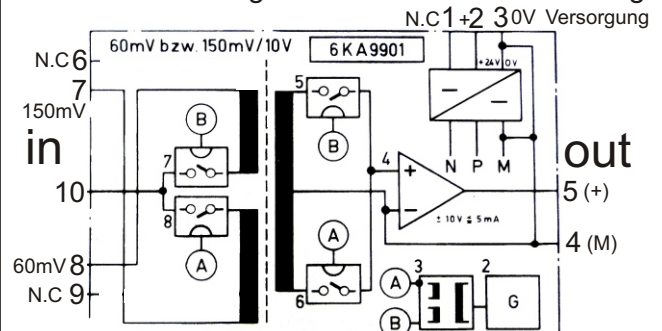 N.C 1 +2 3 0V Versorgung
60mV bzw. 150mV/10V
6KA9901
+24V 0V
N.C 6
7
150mV
in
10
60mV 8
N.C 9
B
7
8
A
5
B
A
6
N P M
4
+
−
± 10V ≦ 5mA
out
5 (+)
4 (M)
A
B
3
2
G